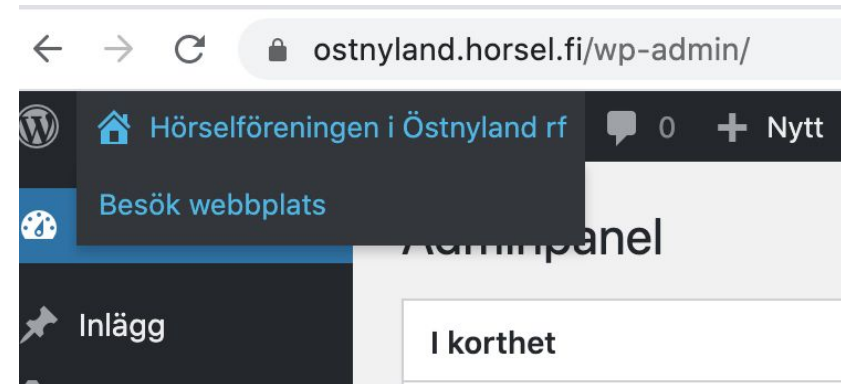 ostnyland.horsel.fi/wp-admin/
Hörselföreningen i Östnyland rf 0 + Nytt
Besök webbplats
Adminpanel
Inlägg
I korthet